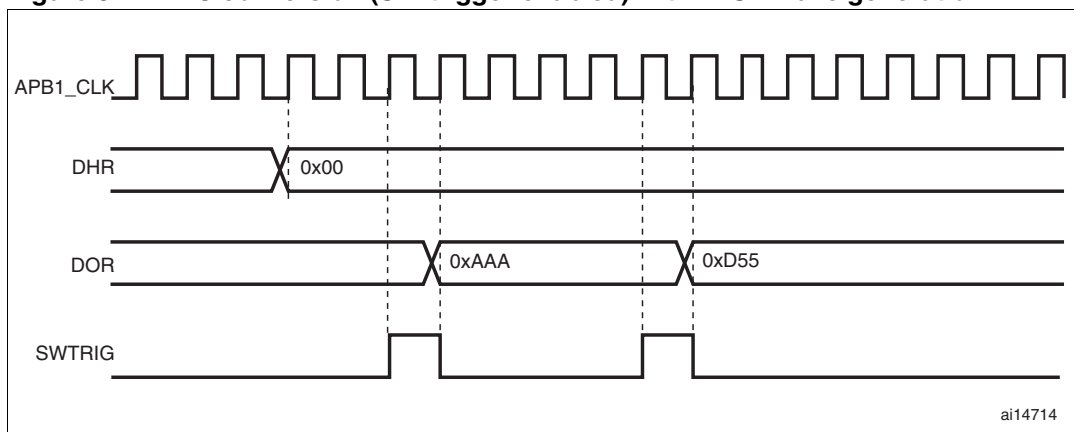 APB1_CLK
DHR
0x00
DOR
0xAAA
0xD55
SWTRIG
ai14714